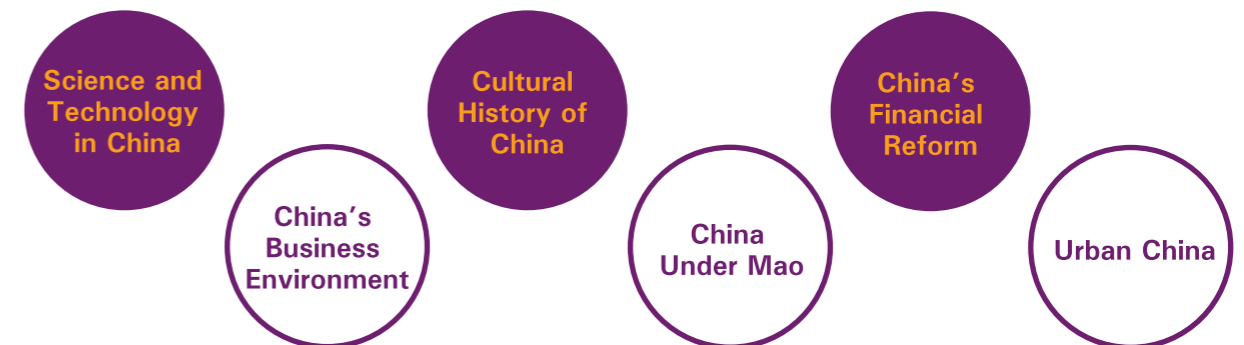 Science and
Technology
in China
China's
Business
Environment
Cultural
History of
China
China
Under Mao
China's
Financial
Reform
Urban China